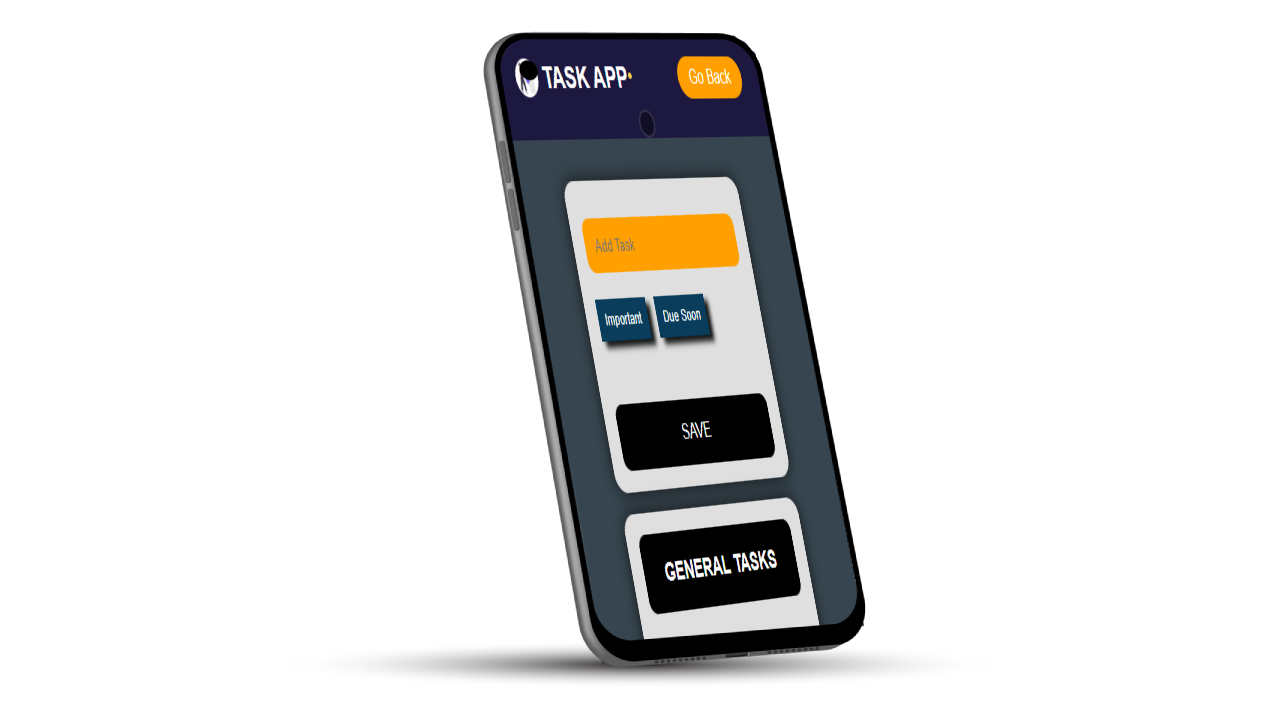 TASK APP
Go Back
Add Task
Important
Due Soon
SAVE
GENERAL TASKS